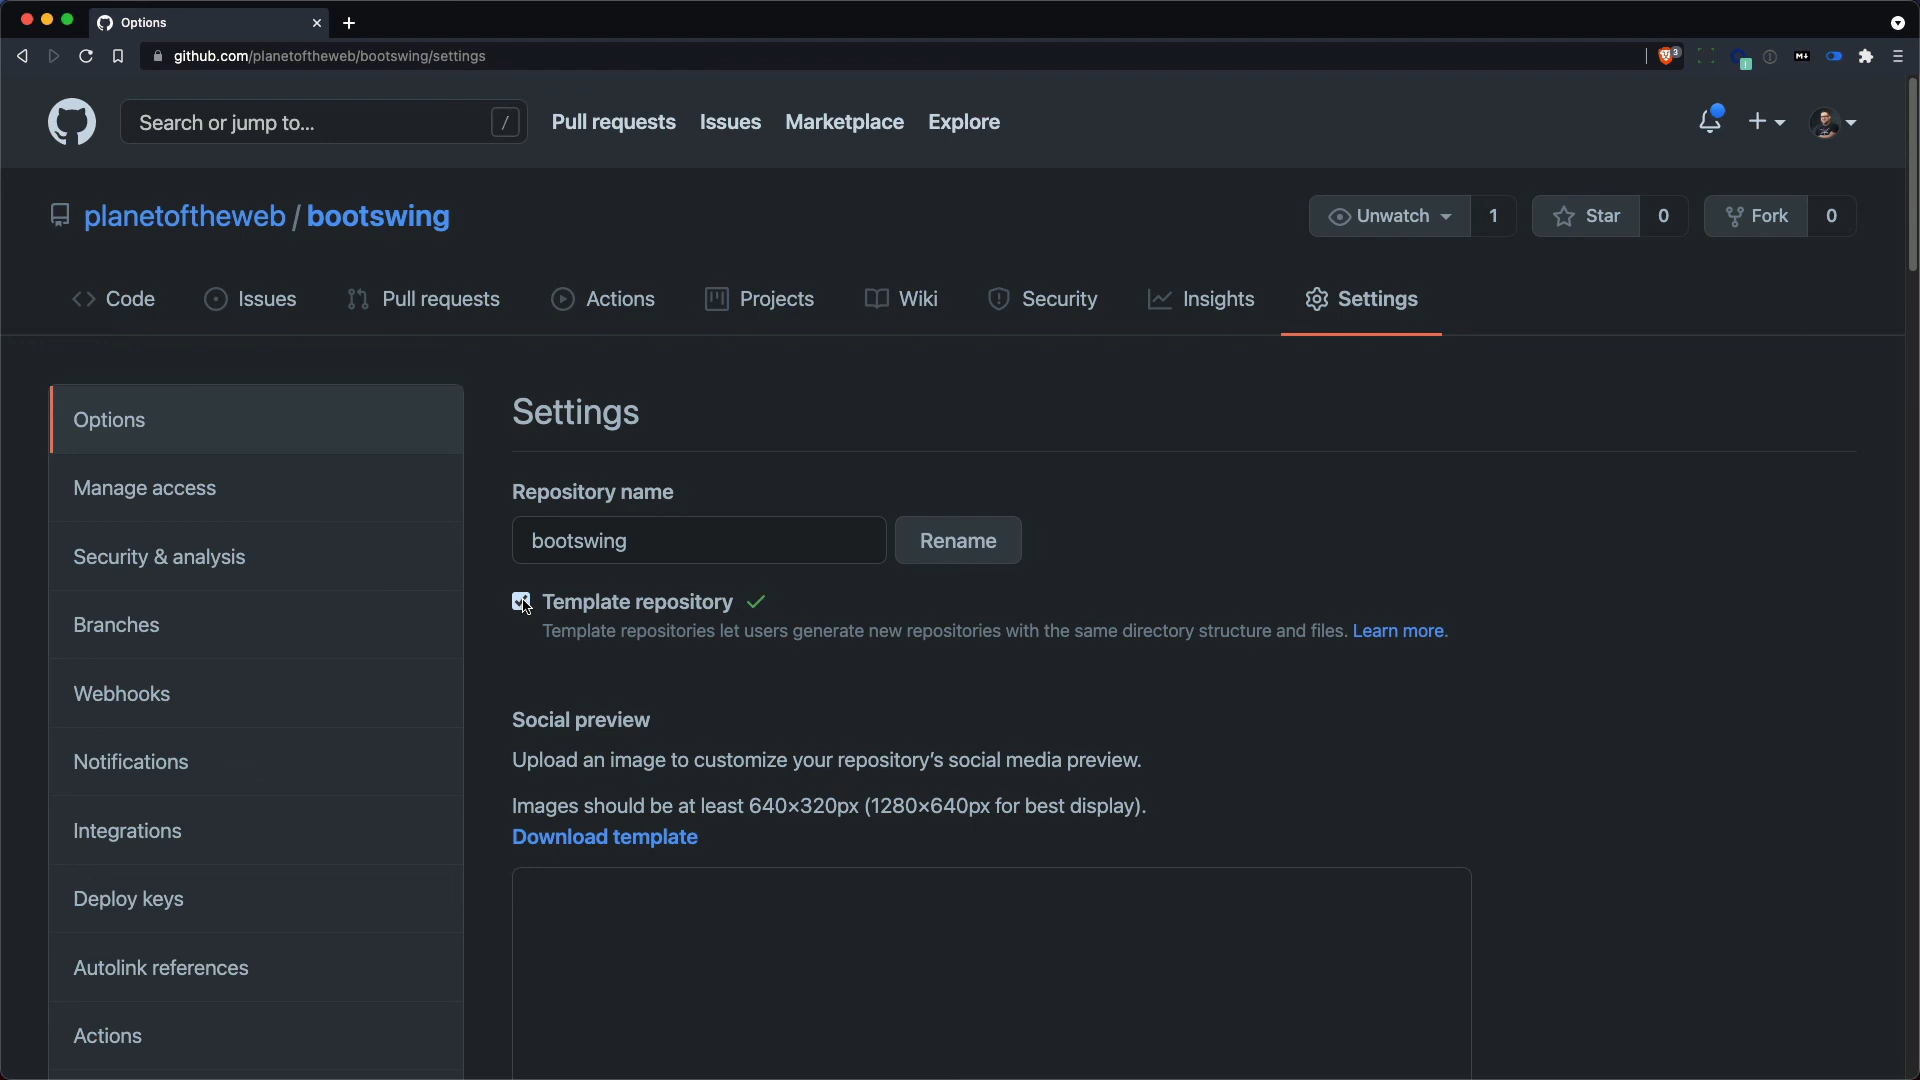 Options
github.com/planetoftheweb/bootswing/settings
3
M↓
Search or jump to...
/
Pull requests
Issues
Marketplace
Explore
planetoftheweb / bootswing
Unwatch
1
Star
0
Fork
0
Code
Issues
Pull requests
Actions
Projects
Wiki
Security
Insights
Settings
Options
Manage access
Security & analysis
Branches
Webhooks
Notifications
Integrations
Deploy keys
Autolink references
Actions
Settings
Repository name
bootswing
Rename
Template repository
Template repositories let users generate new repositories with the same directory structure and files. Learn more.
Social preview
Upload an image to customize your repository’s social media preview.
Images should be at least 640×320px (1280×640px for best display).
Download template